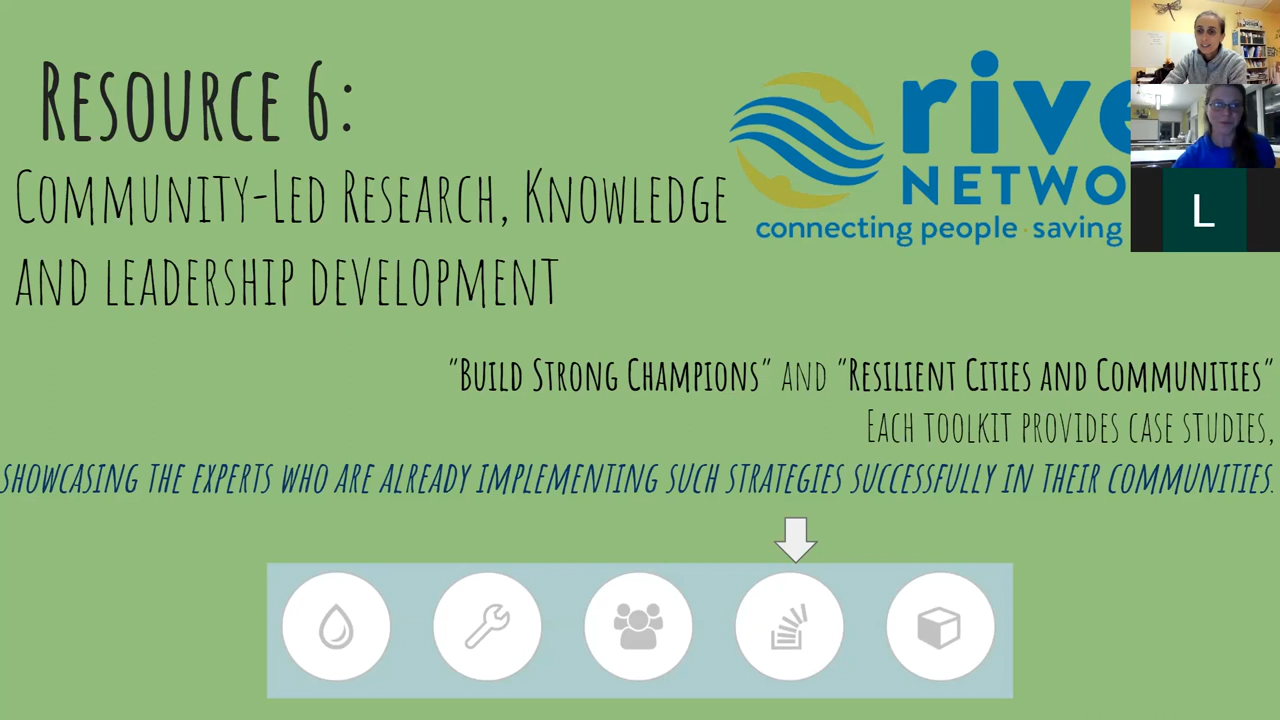 Resource 6:
Community-Led Research, Knowledge
and leadership development
rive
NETWO
connecting people · saving
L
"Build Strong Champions" and "Resilient Cities and Communities"
Each toolkit provides case studies,
showcasing the experts who are already implementing such strategies successfully in their communities.